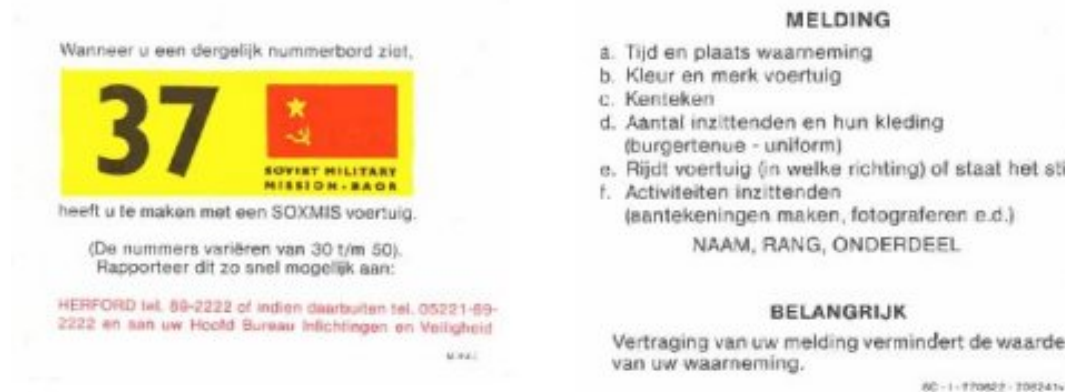 Wanneer u een dergelijk nummerbord ziet,
37
SOVIET MILITARY
MISSION - BAOR
heeft u te maken met een SOXMIS voertuig.
(De nummers variëren van 30 t/m 50).
Rapporteer dit zo snel mogelijk aan:
HERFORD tel. 69-2222 of indien daarbuiten tel. 05221-69-
2222 en aan uw Hoofd Bureau Inlichtingen en Veiligheid
MELDING
a. Tijd en plaats waarneming
b. Kleur en merk voertuig
c. Kenteken
d. Aantal inzittenden en hun kleding
(burgertenue - uniform)
e. Rijdt voertuig (in welke richting) of staat het sti
f. Activiteiten inzittenden
(aantekeningen maken, fotograferen e.d.)
NAAM, RANG, ONDERDEEL
BELANGRIJK
Vertraging van uw melding vermindert de waarde
van uw waarneming.